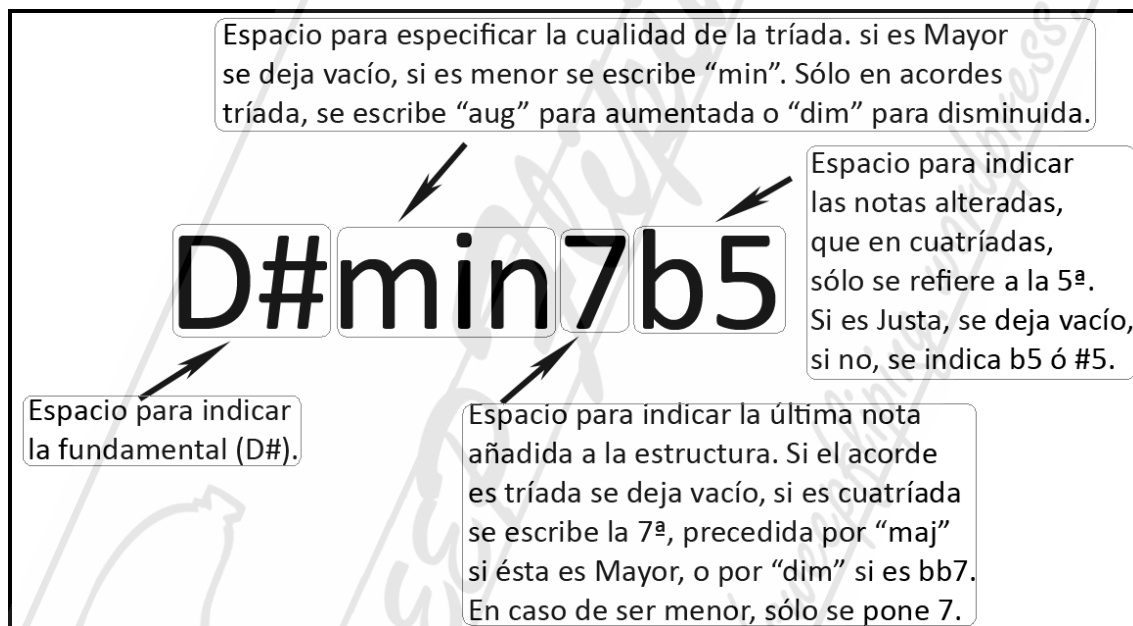 Espacio para especificar la cualidad de la tríada. si es Mayor
se deja vacío, si es menor se escribe “min”. Sólo en acordes
tríada, se escribe “aug” para aumentada o “dim” para disminuida.
Espacio para indicar
las notas alteradas,
que en cuatríadas,
sólo se refiere a la 5ª.
Si es Justa, se deja vacío,
si no, se indica b5 ó #5.
D#min7b5
Espacio para indicar
la fundamental (D#).
Espacio para indicar la última nota
añadida a la estructura. Si el acorde
es tríada se deja vacío, si es cuatríada
se escribe la 7ª, precedida por “maj”
si ésta es Mayor, o por “dim” si es bb7.
En caso de ser menor, sólo se pone 7.